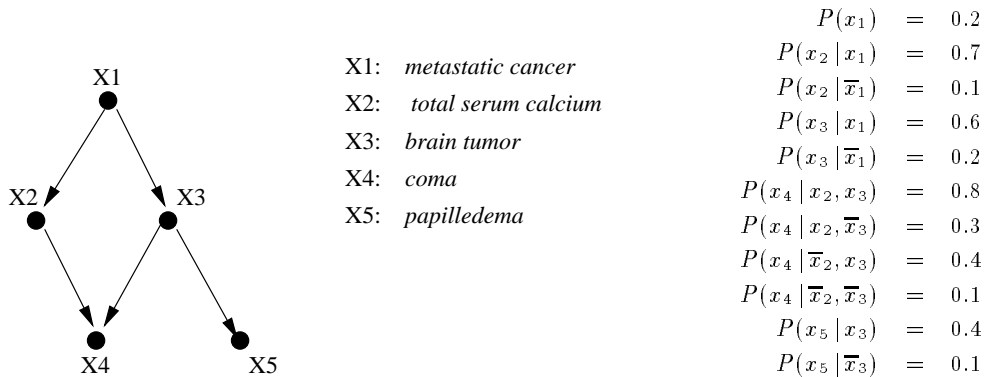 X1
X2
X3
X4
X5
X1: metastatic cancer
X2: total serum calcium
X3: brain tumor
X4: coma
X5: papilledema
P(x₁) = 0.2
P(x₂ | x₁) = 0.7
P(x₂ | x̅₁) = 0.1
P(x₃ | x₁) = 0.6
P(x₃ | x̅₁) = 0.2
P(x₄ | x₂, x₃) = 0.8
P(x₄ | x₂, x̅₃) = 0.3
P(x₄ | x̅₂, x₃) = 0.4
P(x₄ | x̅₂, x̅₃) = 0.1
P(x₅ | x₃) = 0.4
P(x₅ | x̅₃) = 0.1